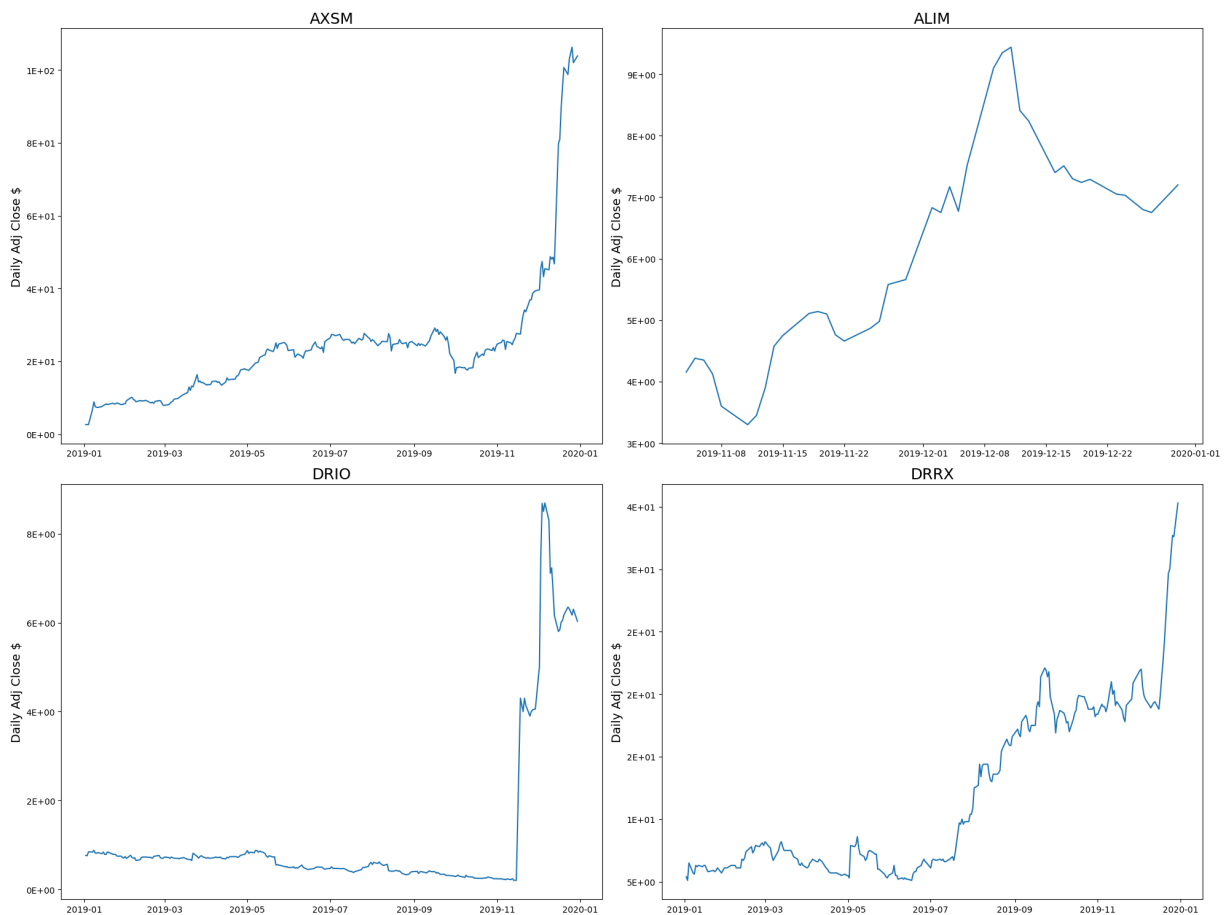 AXSM
Daily Adj Close $
1E+02
8E+01
6E+01
4E+01
2E+01
0E+00
2019-01 2019-03 2019-05 2019-07 2019-09 2019-11 2020-01
ALIM
Daily Adj Close $
9E+00
8E+00
7E+00
6E+00
5E+00
4E+00
3E+00
2019-11-08 2019-11-15 2019-11-22 2019-12-01 2019-12-08 2019-12-15 2019-12-22 2020-01-01
DRIO
Daily Adj Close $
8E+00
6E+00
4E+00
2E+00
0E+00
2019-01 2019-03 2019-05 2019-07 2019-09 2019-11 2020-01
DRRX
Daily Adj Close $
4E+01
3E+01
2E+01
2E+01
2E+01
1E+01
5E+00
2019-01 2019-03 2019-05 2019-07 2019-09 2019-11 2020-01